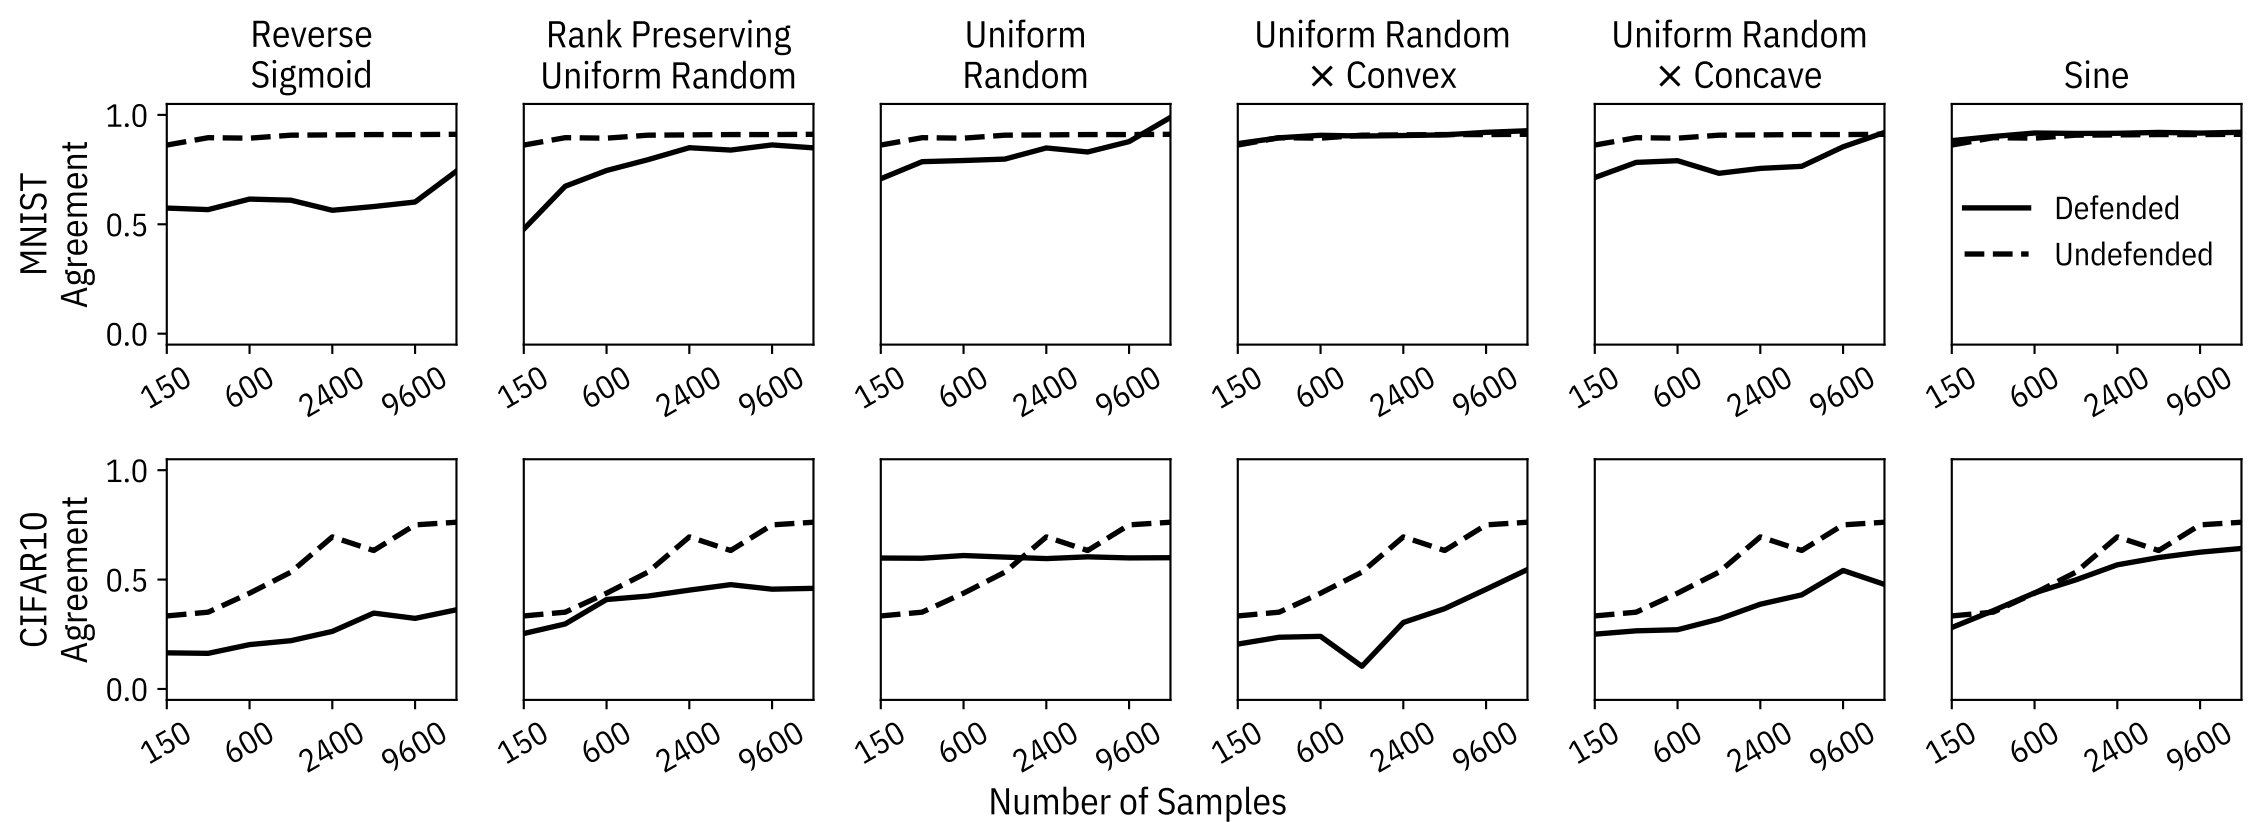 Reverse
Sigmoid
Rank Preserving
Uniform Random
Uniform
Random
Uniform Random
× Convex
Uniform Random
× Concave
Sine
MNIST
Agreement
1.0
0.5
0.0
Defended
Undefended
150 600 2400 9600
150 600 2400 9600
150 600 2400 9600
150 600 2400 9600
150 600 2400 9600
150 600 2400 9600
CIFAR10
Agreement
1.0
0.5
0.0
150 600 2400 9600
150 600 2400 9600
150 600 2400 9600
150 600 2400 9600
150 600 2400 9600
150 600 2400 9600
Number of Samples